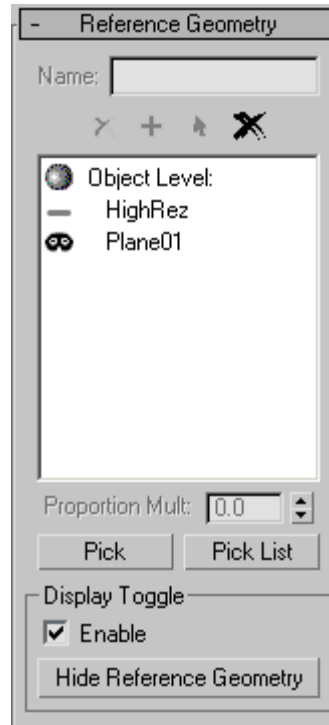 - Reference Geometry
Name:
Object Level:
HighRez
Plane01
Proportion Mult: 0.0
Pick Pick List
Display Toggle
Enable
Hide Reference Geometry